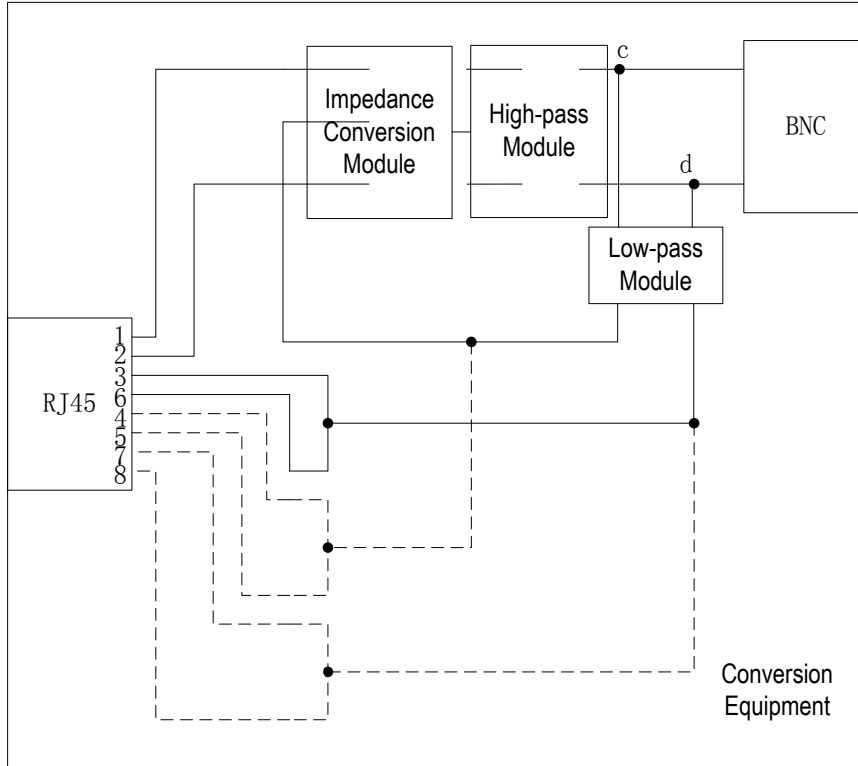 c
Impedance
Conversion
Module
High-pass
Module
BNC
d
Low-pass
Module
1
2
3
6
4
5
7
8
RJ45
Conversion
Equipment